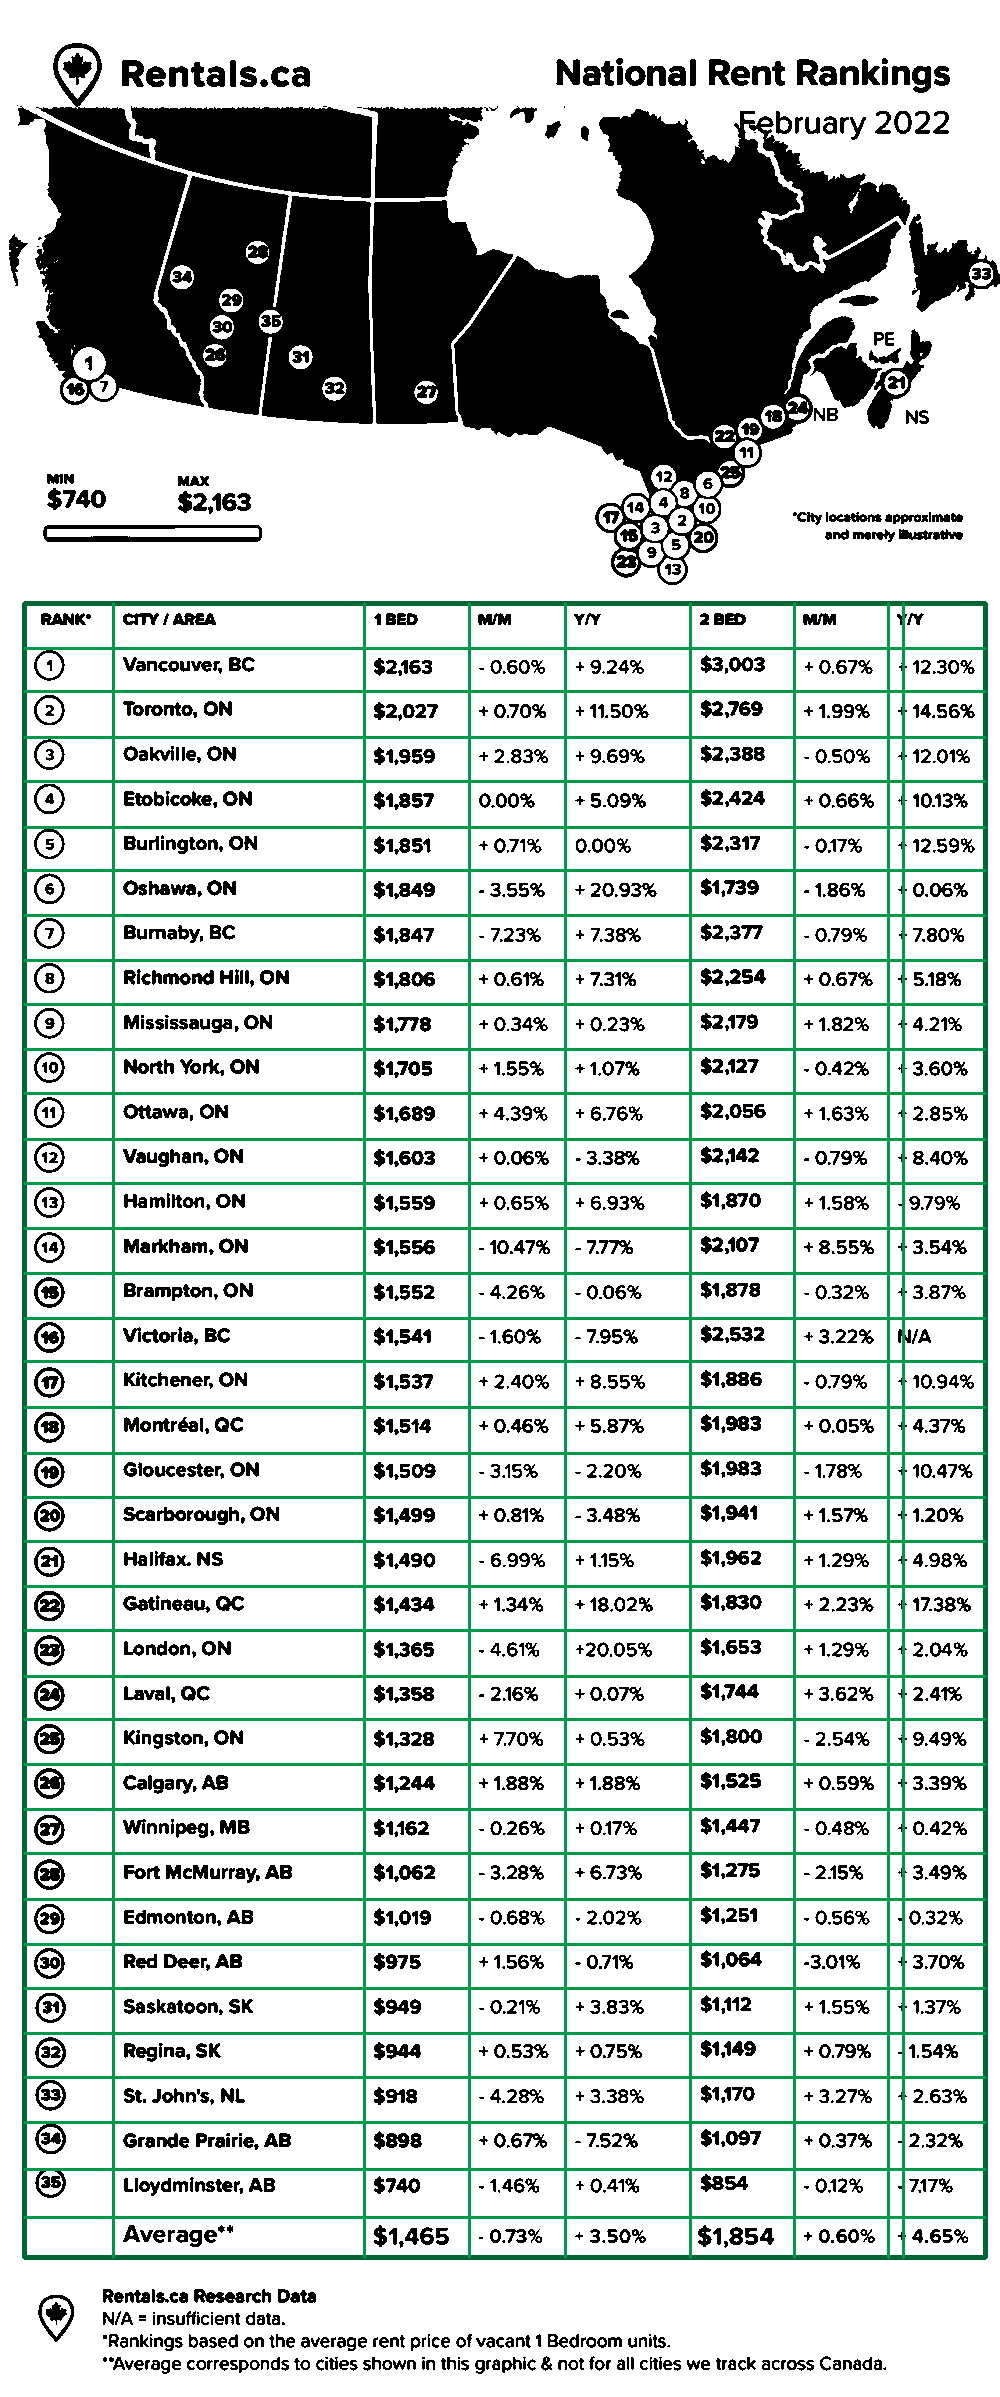 Rentals.ca
National Rent Rankings
February 2022
28
34
29
30
35
26
31
32
27
33
1
16
7
PE
21
NB
NS
24
18
19
22
11
25
12
6
8
4
14
10
17
3
2
15
20
5
9
23
13
MIN
$740
MAX
$2,163
*City locations approximate
and merely illustrative
RANK* CITY / AREA 1 BED M/M Y/Y 2 BED M/M Y/Y
1 Vancouver, BC $2,163 - 0.60% + 9.24% $3,003 + 0.67% + 12.30%
2 Toronto, ON $2,027 + 0.70% + 11.50% $2,769 + 1.99% + 14.56%
3 Oakville, ON $1,959 + 2.83% + 9.69% $2,388 - 0.50% + 12.01%
4 Etobicoke, ON $1,857 0.00% + 5.09% $2,424 + 0.66% + 10.13%
5 Burlington, ON $1,851 + 0.71% 0.00% $2,317 - 0.17% + 12.59%
6 Oshawa, ON $1,849 - 3.55% + 20.93% $1,739 - 1.86% + 0.06%
7 Burnaby, BC $1,847 - 7.23% + 7.38% $2,377 - 0.79% + 7.80%
8 Richmond Hill, ON $1,806 + 0.61% + 7.31% $2,254 + 0.67% + 5.18%
9 Mississauga, ON $1,778 + 0.34% + 0.23% $2,179 + 1.82% + 4.21%
10 North York, ON $1,705 + 1.55% + 1.07% $2,127 - 0.42% + 3.60%
11 Ottawa, ON $1,689 + 4.39% + 6.76% $2,056 + 1.63% + 2.85%
12 Vaughan, ON $1,603 + 0.06% - 3.38% $2,142 - 0.79% + 8.40%
13 Hamilton, ON $1,559 + 0.65% + 6.93% $1,870 + 1.58% - 9.79%
14 Markham, ON $1,556 - 10.47% - 7.77% $2,107 + 8.55% + 3.54%
15 Brampton, ON $1,552 - 4.26% - 0.06% $1,878 - 0.32% + 3.87%
16 Victoria, BC $1,541 - 1.60% - 7.95% $2,532 + 3.22% N/A
17 Kitchener, ON $1,537 + 2.40% + 8.55% $1,886 - 0.79% + 10.94%
18 Montréal, QC $1,514 + 0.46% + 5.87% $1,983 + 0.05% + 4.37%
19 Gloucester, ON $1,509 - 3.15% - 2.20% $1,983 - 1.78% + 10.47%
20 Scarborough, ON $1,499 + 0.81% - 3.48% $1,941 + 1.57% + 1.20%
21 Halifax. NS $1,490 - 6.99% + 1.15% $1,962 + 1.29% + 4.98%
22 Gatineau, QC $1,434 + 1.34% + 18.02% $1,830 + 2.23% + 17.38%
23 London, ON $1,365 - 4.61% +20.05% $1,653 + 1.29% + 2.04%
24 Laval, QC $1,358 - 2.16% + 0.07% $1,744 + 3.62% + 2.41%
25 Kingston, ON $1,328 + 7.70% + 0.53% $1,800 - 2.54% + 9.49%
26 Calgary, AB $1,244 + 1.88% + 1.88% $1,525 + 0.59% + 3.39%
27 Winnipeg, MB $1,162 - 0.26% + 0.17% $1,447 - 0.48% + 0.42%
28 Fort McMurray, AB $1,062 - 3.28% + 6.73% $1,275 - 2.15% + 3.49%
29 Edmonton, AB $1,019 - 0.68% - 2.02% $1,251 - 0.56% - 0.32%
30 Red Deer, AB $975 + 1.56% - 0.71% $1,064 -3.01% + 3.70%
31 Saskatoon, SK $949 - 0.21% + 3.83% $1,112 + 1.55% + 1.37%
32 Regina, SK $944 + 0.53% + 0.75% $1,149 + 0.79% - 1.54%
33 St. John's, NL $918 - 4.28% + 3.38% $1,170 + 3.27% + 2.63%
34 Grande Prairie, AB $898 + 0.67% - 7.52% $1,097 + 0.37% - 2.32%
35 Lloydminster, AB $740 - 1.46% + 0.41% $854 - 0.12% - 7.17%
Average** $1,465 - 0.73% + 3.50% $1,854 + 0.60% + 4.65%
Rentals.ca Research Data
N/A = insufficient data.
*Rankings based on the average rent price of vacant 1 Bedroom units.
**Average corresponds to cities shown in this graphic & not for all cities we track across Canada.